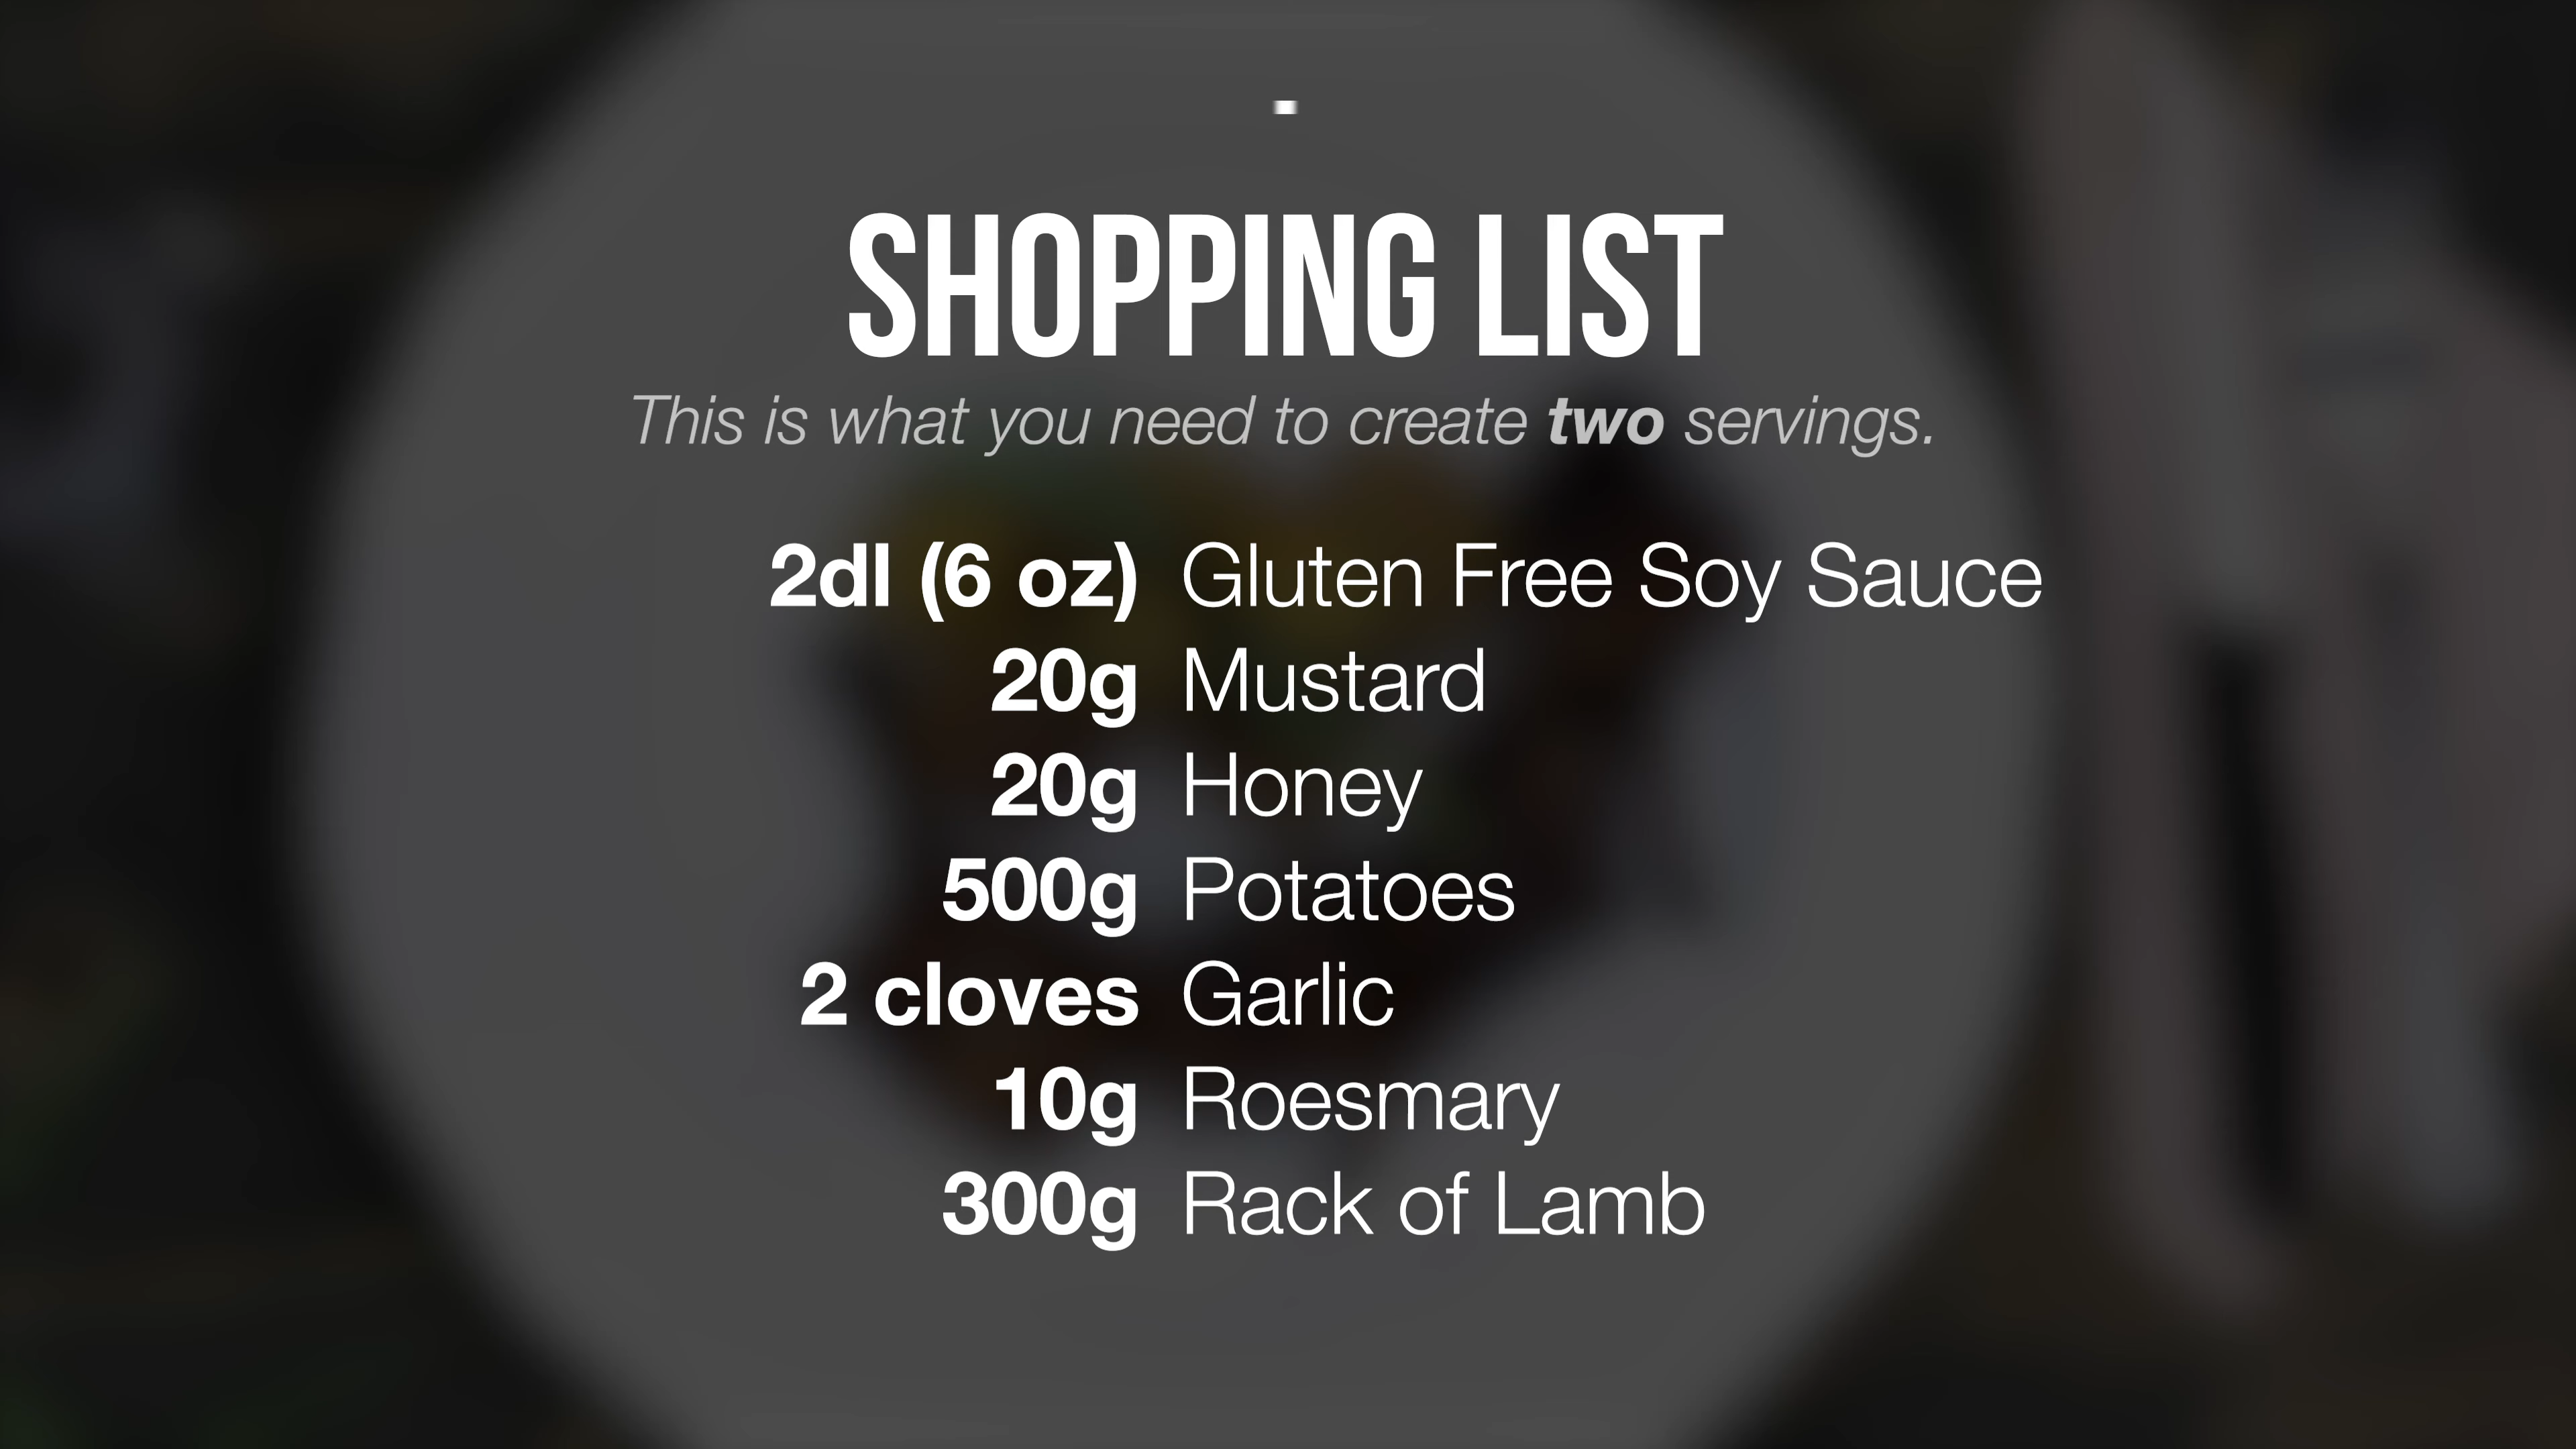 SHOPPING LIST
This is what you need to create two servings.
2dl (6 oz) Gluten Free Soy Sauce
20g Mustard
20g Honey
500g Potatoes
2 cloves Garlic
10g Roesmary
300g Rack of Lamb